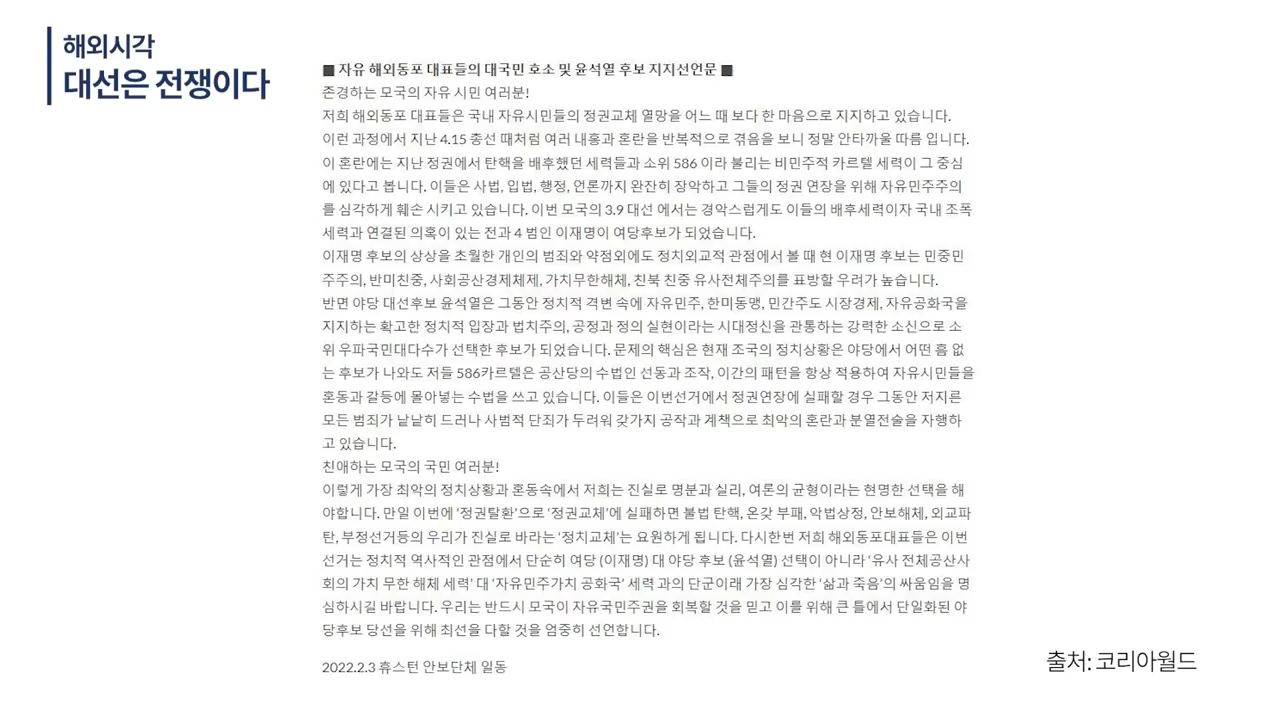 해외시각
대선은 전쟁이다
■ 자유 해외동포 대표들의 대국민 호소 및 윤석열 후보 지지선언문 ■
존경하는 모국의 자유 시민 여러분!
저희 해외동포 대표들은 국내 자유시민들의 정권교체 열망을 어느 때 보다 한 마음으로 지지하고 있습니다.
이런 과정에서 지난 4.15 총선 때처럼 여러 내홍과 혼란을 반복적으로 겪음을 보니 정말 안타까울 따름 입니다.
이 혼란에는 지난 정권에서 탄핵을 배후했던 세력들과 소위 586 이라 불리는 비민주적 카르텔 세력이 그 중심
에 있다고 봅니다. 이들은 사법, 입법, 행정, 언론까지 완잔히 장악하고 그들의 정권 연장을 위해 자유민주주의
를 심각하게 훼손 시키고 있습니다. 이번 모국의 3.9 대선 에서는 경악스럽게도 이들의 배후세력이자 국내 조폭
세력과 연결된 의혹이 있는 전과 4 범인 이재명이 여당후보가 되었습니다.
이재명 후보의 상상을 초월한 개인의 범죄와 약점외에도 정치외교적 관점에서 볼 때 현 이재명 후보는 민중민
주주의, 반미친중, 사회공산경제체제, 가치무한해체, 친북 친중 유사전체주의를 표방할 우려가 높습니다.
반면 야당 대선후보 윤석열은 그동안 정치적 격변 속에 자유민주, 한미동맹, 민간주도 시장경제, 자유공화국을
지지하는 확고한 정치적 입장과 법치주의, 공정과 정의 실현이라는 시대정신을 관통하는 강력한 소신으로 소
위 우파국민대다수가 선택한 후보가 되었습니다. 문제의 핵심은 현재 조국의 정치상황은 야당에서 어떤 흠 없
는 후보가 나와도 저들 586카르텔은 공산당의 수법인 선동과 조작, 이간의 패턴을 항상 적용하여 자유시민들을
혼동과 갈등에 몰아넣는 수법을 쓰고 있습니다. 이들은 이번선거에서 정권연장에 실패할 경우 그동안 저지른
모든 범죄가 낱낱히 드러나 사범적 단죄가 두려워 갖가지 공작과 계책으로 최악의 혼란과 분열전술을 자행하
고 있습니다.
친애하는 모국의 국민 여러분!
이렇게 가장 최악의 정치상황과 혼동속에서 저희는 진실로 명분과 실리, 여론의 균형이라는 현명한 선택을 해
야합니다. 만일 이번에 '정권탈환'으로 '정권교체'에 실패하면 불법 탄핵, 온갖 부패, 악법상정, 안보해체, 외교파
탄, 부정선거등의 우리가 진실로 바라는 '정치교체'는 요원하게 됩니다. 다시한번 저희 해외동포대표들은 이번
선거는 정치적 역사적인 관점에서 단순히 여당 (이재명) 대 야당 후보 (윤석열) 선택이 아니라 '유사 전체공산사
회의 가치 무한 해체 세력' 대 '자유민주가치 공화국' 세력 과의 단군이래 가장 심각한 '삶과 죽음'의 싸움임을 명
심하시길 바랍니다. 우리는 반드시 모국이 자유국민주권을 회복할 것을 믿고 이를 위해 큰 틀에서 단일화된 야
당후보 당선을 위해 최선을 다할 것을 엄중히 선언합니다.
2022.2.3 휴스턴 안보단체 일동
출처: 코리아월드